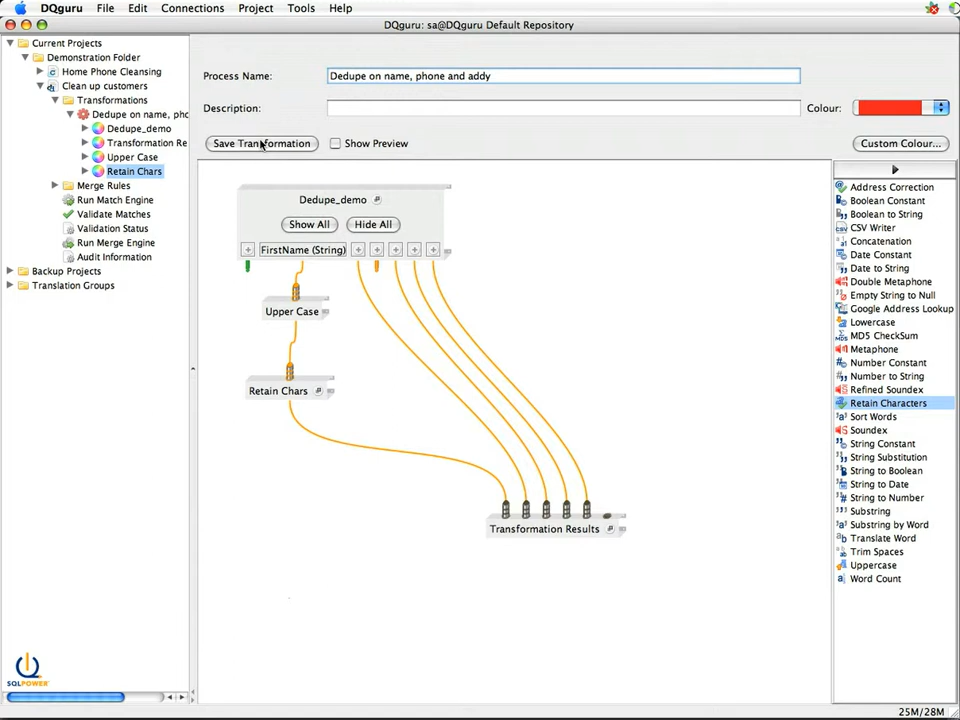 DQguru File Edit Connections Project Tools Help
DQguru: sa@DQguru Default Repository
Current Projects
Demonstration Folder
Home Phone Cleansing
Clean up customers
Transformations
Dedupe on name, pho
Dedupe_demo
Transformation Re
Upper Case
Retain Chars
Merge Rules
Run Match Engine
Validate Matches
Validation Status
Run Merge Engine
Audit Information
Backup Projects
Translation Groups
SQLPOWER
Process Name: Dedupe on name, phone and addy
Description:
Colour:
Save Transformation
Show Preview
Custom Colour...
Dedupe_demo
Show All Hide All
FirstName (String)
Upper Case
Retain Chars
Transformation Results
Address Correction
Boolean Constant
Boolean to String
CSV Writer
Concatenation
Date Constant
Date to String
Double Metaphone
Empty String to Null
Google Address Lookup
Lowercase
MD5 CheckSum
Metaphone
Number Constant
Number to String
Refined Soundex
Retain Characters
Sort Words
Soundex
String Constant
String Substitution
String to Boolean
String to Date
String to Number
Substring
Substring by Word
Translate Word
Trim Spaces
Uppercase
Word Count
25M/28M